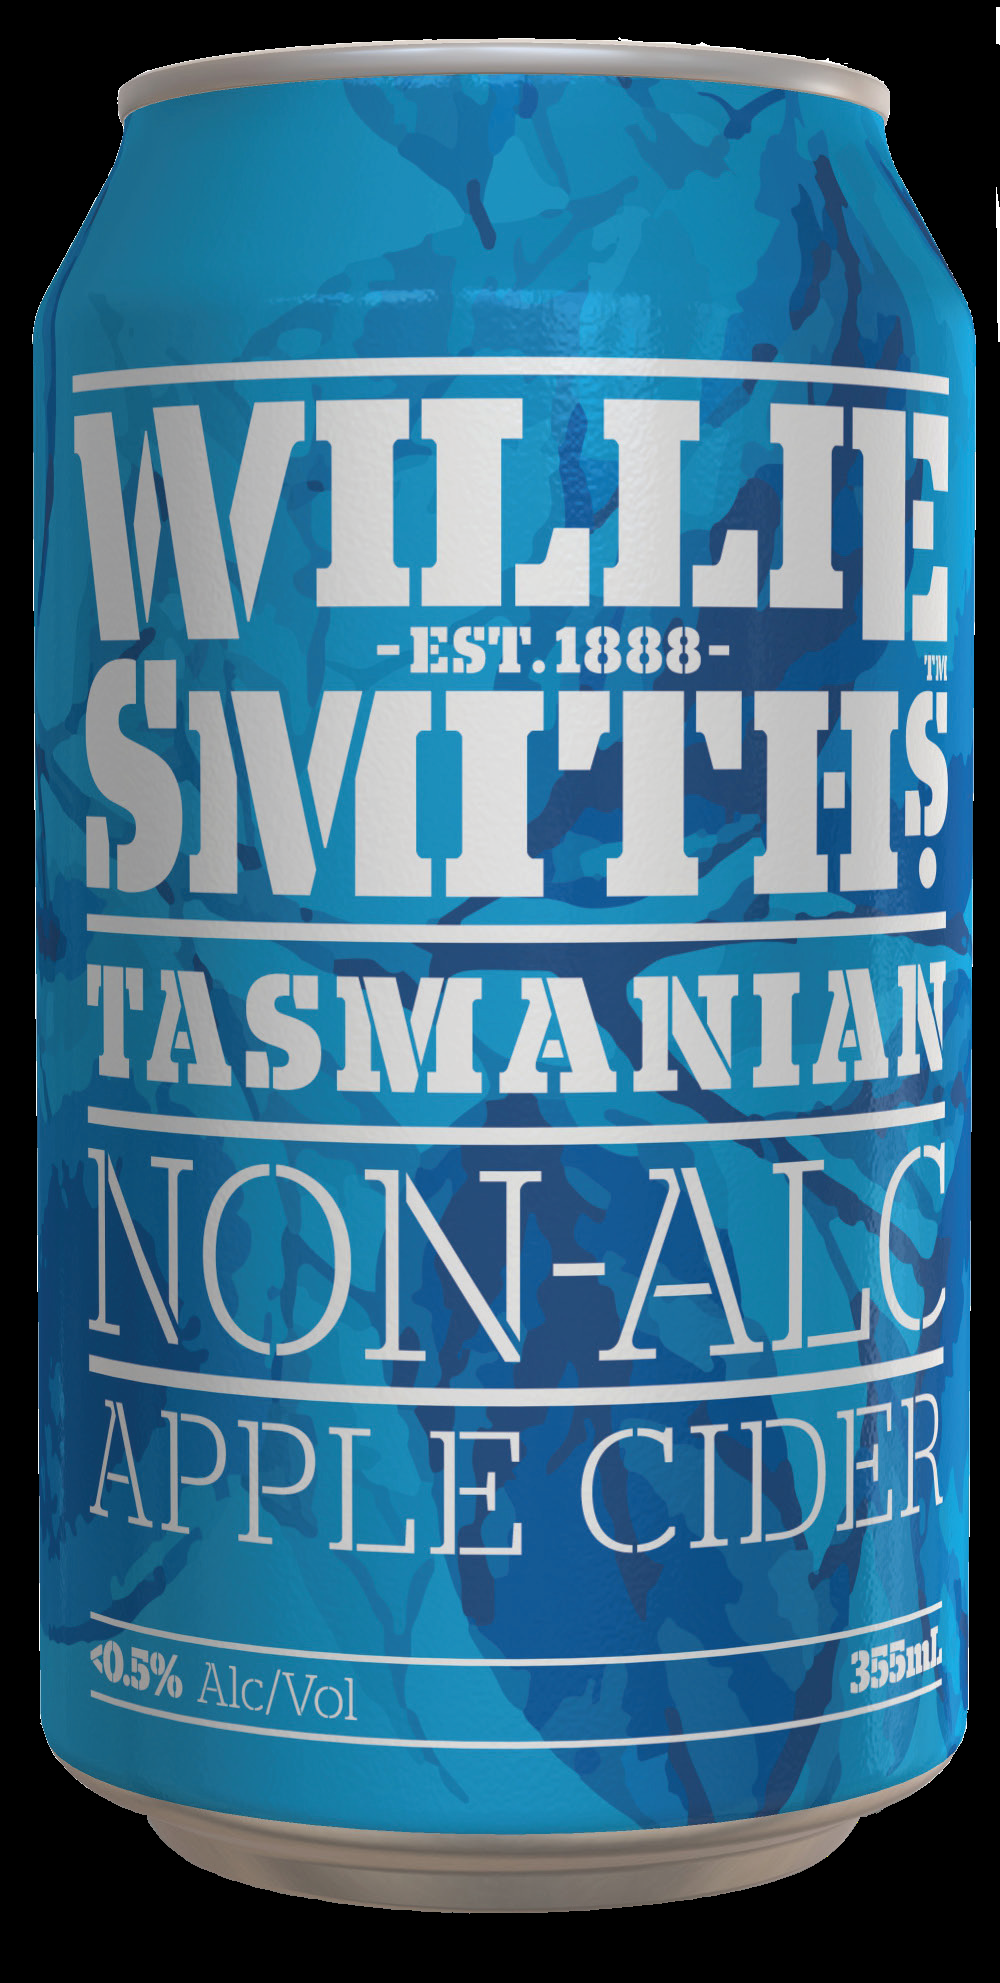 WILLIE
-EST.1888-
SMITH'S
TM
TASMANIAN
NON-ALC
APPLE CIDER
<0.5% Alc/Vol
355mL